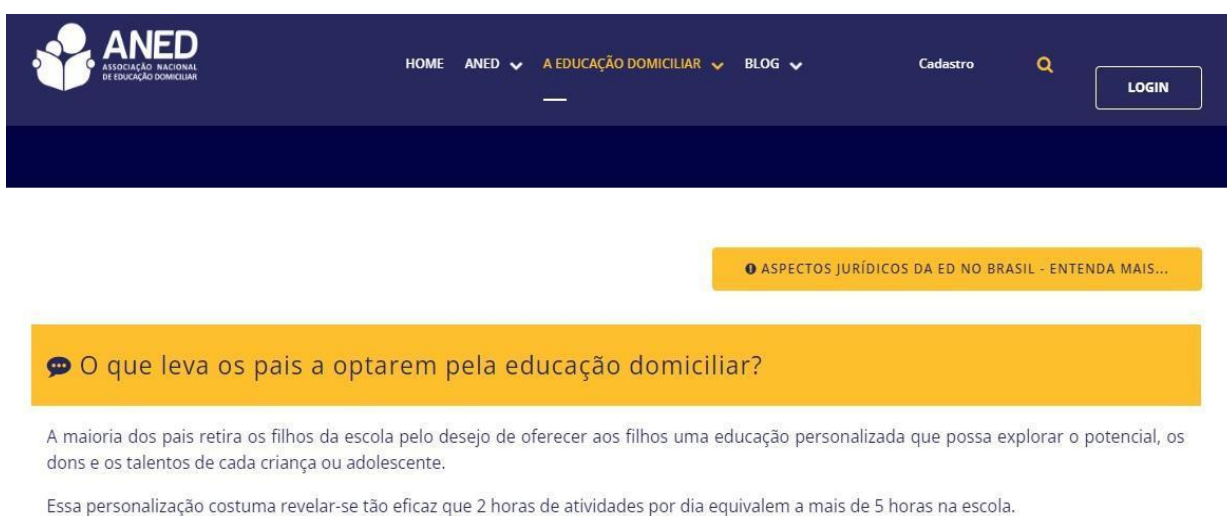 ANED
ASSOCIAÇÃO NACIONAL
DE EDUCAÇÃO DOMICILIAR
HOME ANED A EDUCAÇÃO DOMICILIAR BLOG Cadastro
LOGIN
ASPECTOS JURÍDICOS DA ED NO BRASIL - ENTENDA MAIS...
O que leva os pais a optarem pela educação domiciliar?
A maioria dos pais retira os filhos da escola pelo desejo de oferecer aos filhos uma educação personalizada que possa explorar o potencial, os
dons e os talentos de cada criança ou adolescente.
Essa personalização costuma revelar-se tão eficaz que 2 horas de atividades por dia equivalem a mais de 5 horas na escola.